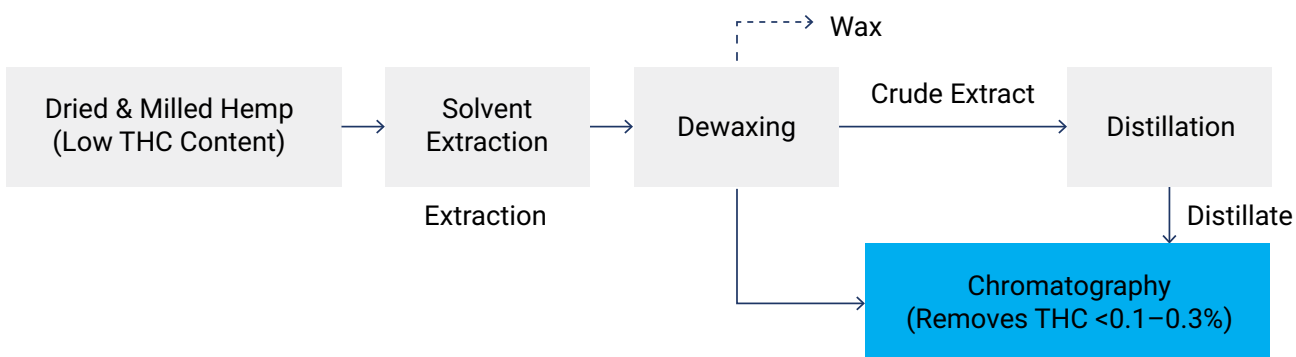 Wax
Dried & Milled Hemp
(Low THC Content)
Solvent
Extraction
Dewaxing
Crude Extract
Distillation
Extraction
Distillate
Chromatography
(Removes THC <0.1–0.3%)